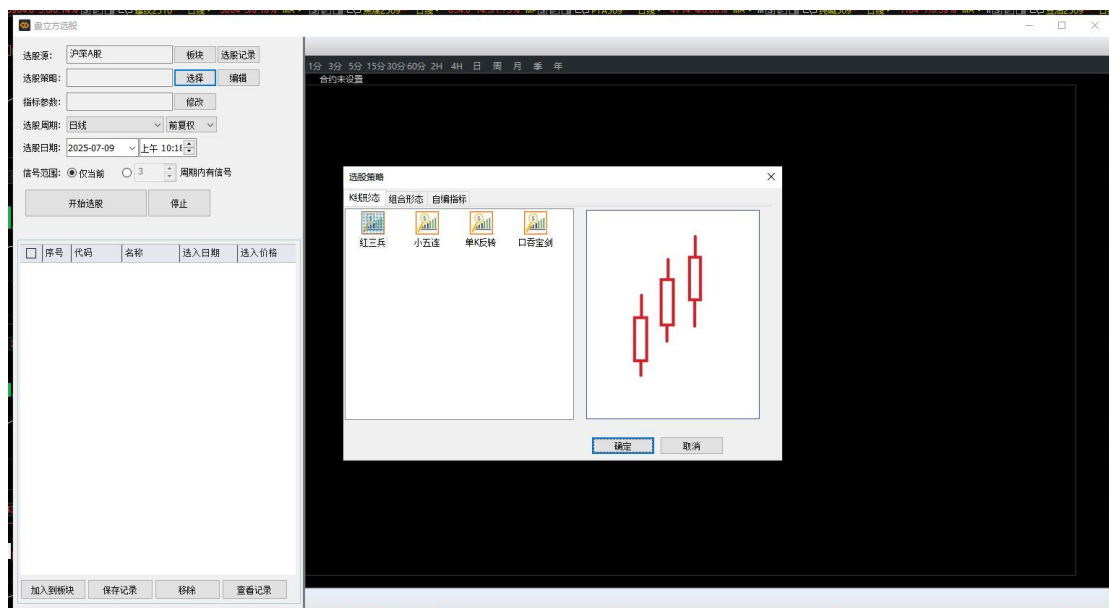 盘立方选股
选股源: 沪深A股 板块 选股记录
选股策略: 选择 编辑
指标参数: 修改
选股周期: 日线 前复权
选股日期: 2025-07-09 上午 10:18
信号范围: 仅当前 3 周期内有信号
开始选股 停止
序号 代码 名称 选入日期 选入价格
加入到板块 保存记录 移除 查看记录
1分 3分 5分 15分 30分 60分 2H 4H 日 周 月 季 年
合约未设置
选股策略
K线形态 组合形态 自编指标
红三兵 小五连 单K反转 口吞宝剑
确定 取消